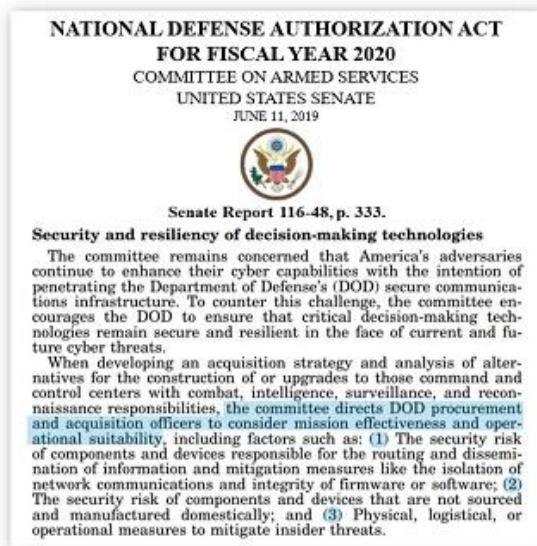 NATIONAL DEFENSE AUTHORIZATION ACT
FOR FISCAL YEAR 2020
COMMITTEE ON ARMED SERVICES
UNITED STATES SENATE
JUNE 11, 2019
Senate Report 116-48, p. 333.
Security and resiliency of decision-making technologies
The committee remains concerned that America's adversaries
continue to enhance their cyber capabilities with the intention of
penetrating the Department of Defense's (DOD) secure communica-
tions infrastructure. To counter this challenge, the committee en-
courages the DOD to ensure that critical decision-making tech-
nologies remain secure and resilient in the face of current and fu-
ture cyber threats.
When developing an acquisition strategy and analysis of alter-
natives for the construction of or upgrades to those command and
control centers with combat, intelligence, surveillance, and recon-
naissance responsibilities, the committee directs DOD procurement
and acquisition officers to consider mission effectiveness and oper-
ational suitability, including factors such as: (1) The security risk
of components and devices responsible for the routing and dissemi-
nation of information and mitigation measures like the isolation of
network communications and integrity of firmware or software; (2)
The security risk of components and devices that are not sourced
and manufactured domestically; and (3) Physical, logistical, or
operational measures to mitigate insider threats.